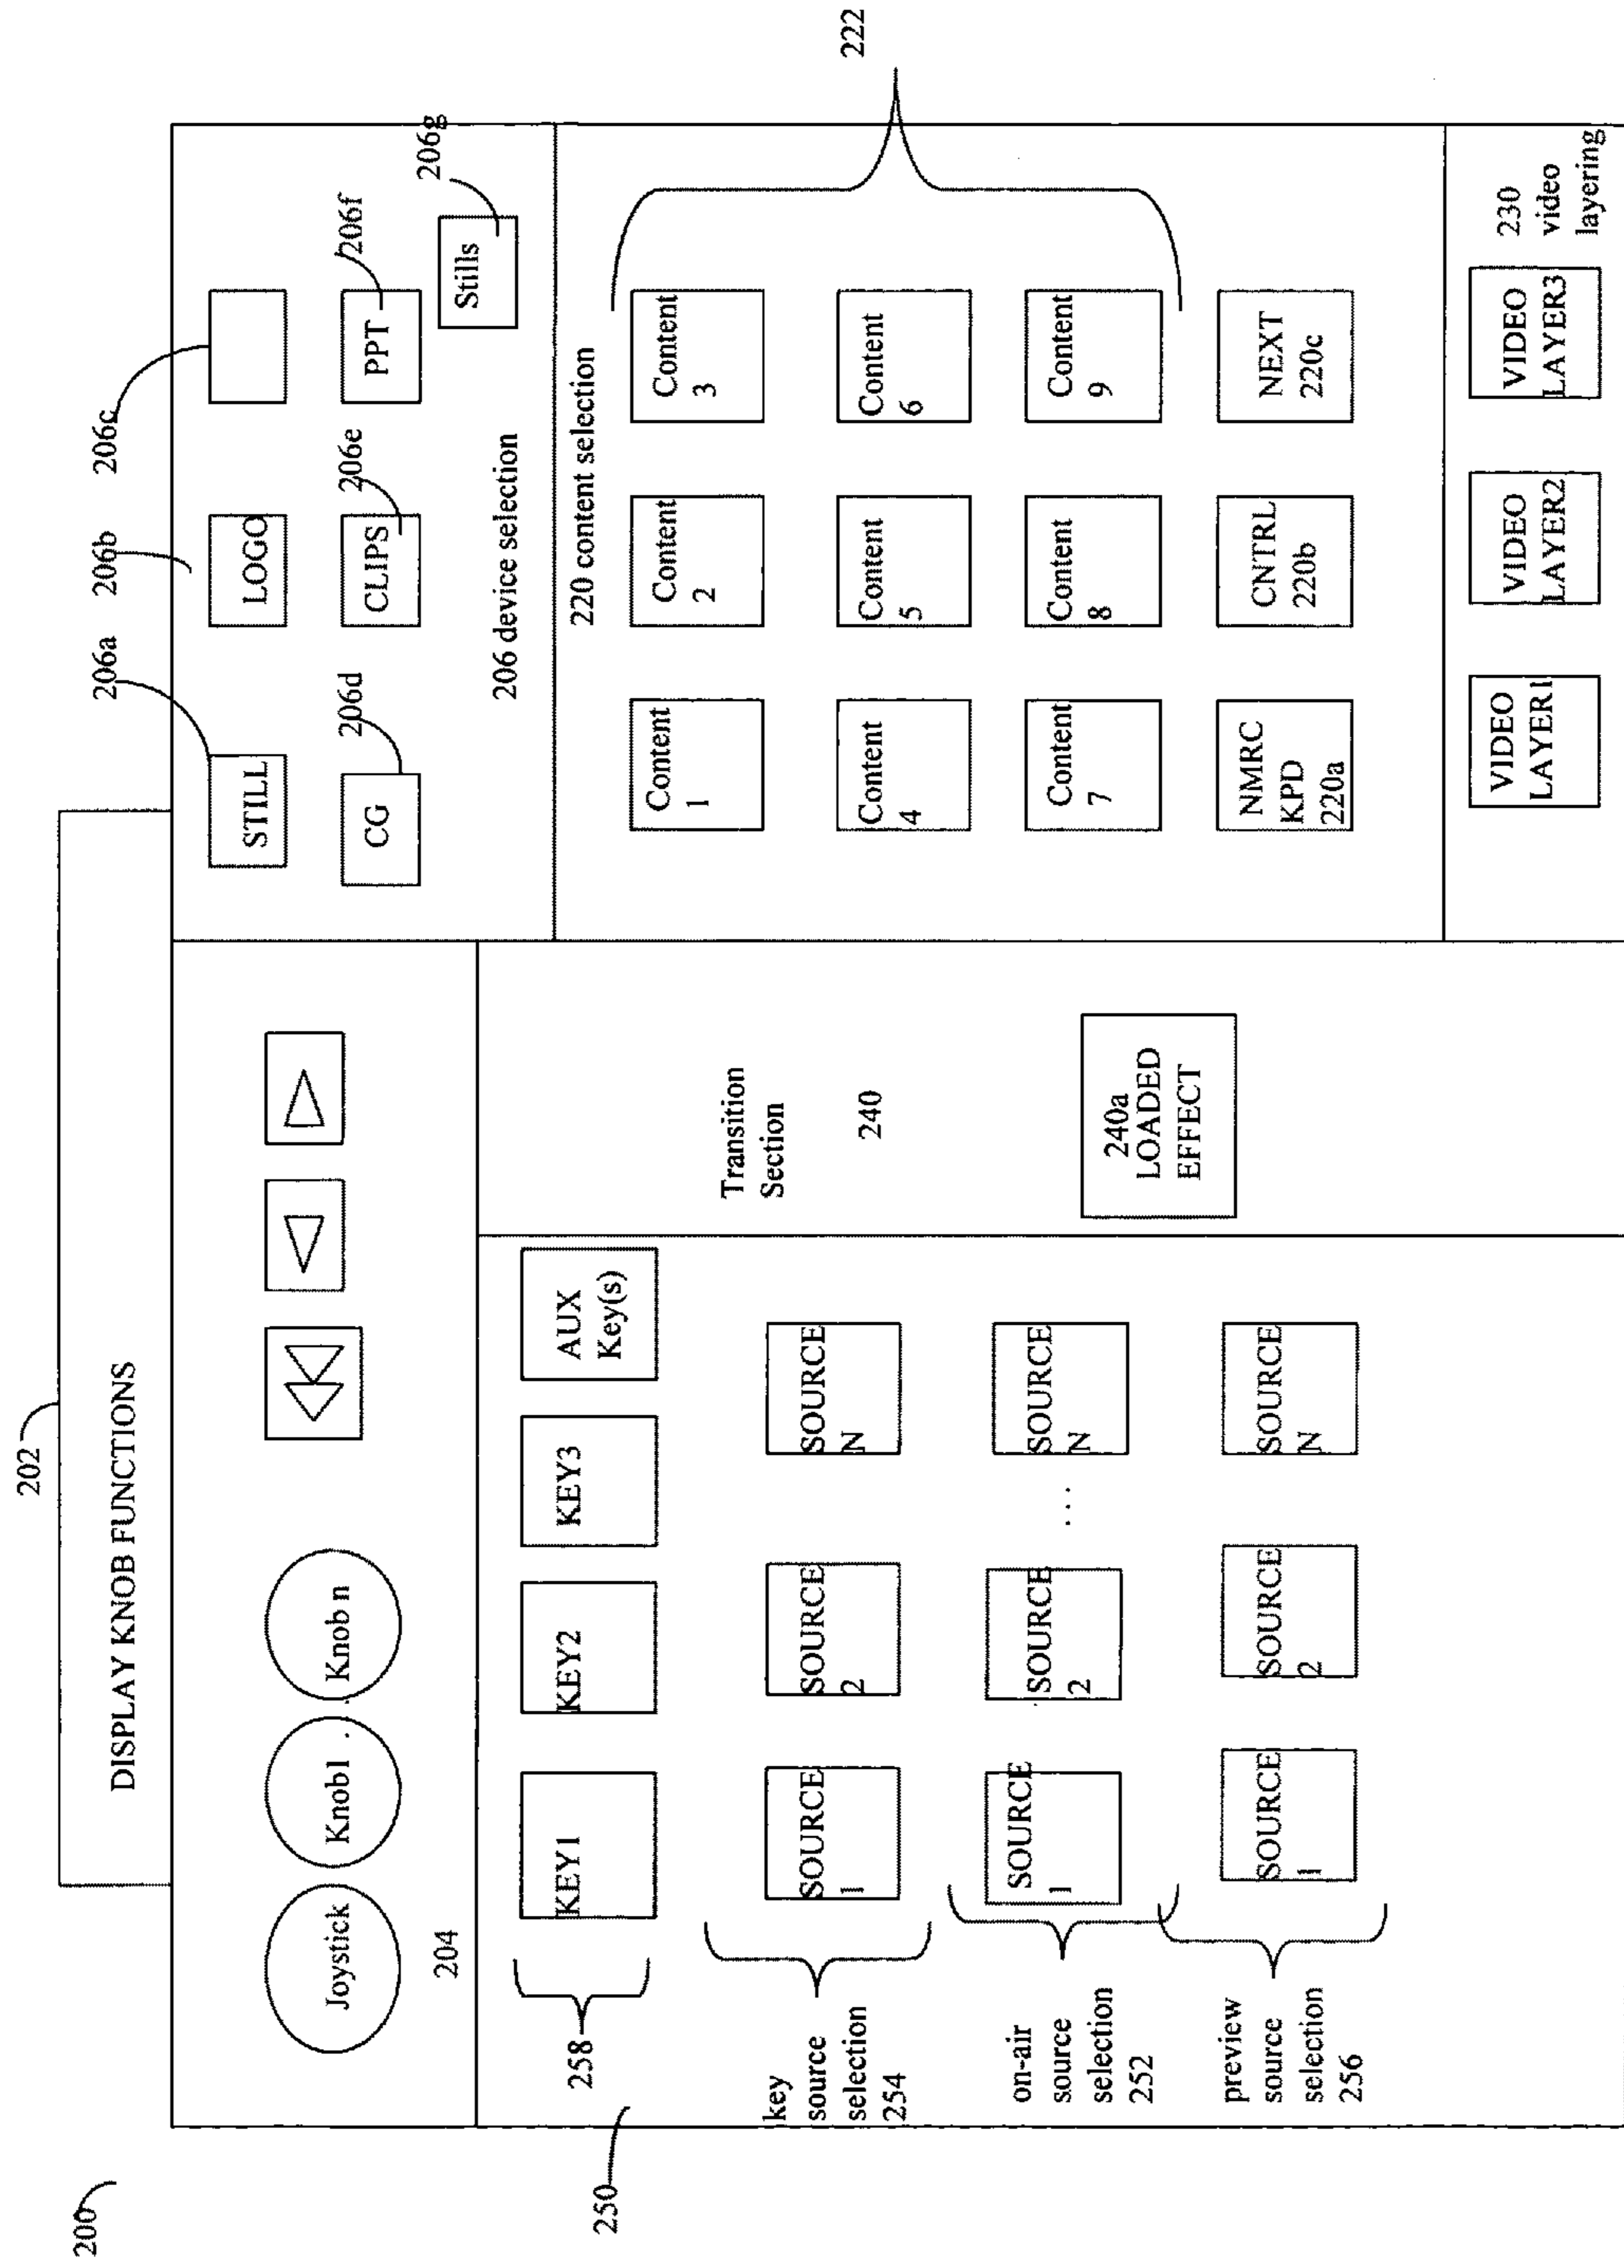 200
202
DISPLAY KNOB FUNCTIONS
Joystick
Knob1 .
. Knob n
204
206a
206b
206c
STILL
LOGO
206d
206e
206f
CG
CLIPS
PPT
206g
Stills
206 device selection
220 content selection
Content
1
Content
2
Content
3
Content
4
Content
5
Content
6
Content
7
Content
8
Content
9
222
NMRC
KPD
220a
CNTRL
220b
NEXT
220c
VIDEO
LAYER1
VIDEO
LAYER2
VIDEO
LAYER3
230
video
layering
Transition
Section
240
240a
LOADED
EFFECT
250
258
KEY1
KEY2
KEY3
AUX
Key(s)
key
source
selection
254
SOURCE
1
SOURCE
2
SOURCE
N
on-air
source
selection
252
SOURCE
1
SOURCE
2
...
SOURCE
N
preview
source
selection
256
SOURCE
1
SOURCE
2
SOURCE
N